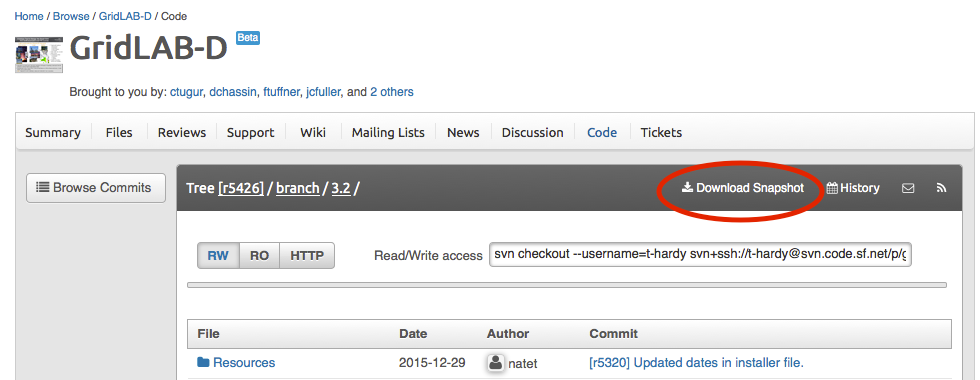 Home / Browse / GridLAB-D / Code
GridLAB-D Beta
Brought to you by: ctugur, dchassin, ftuffner, jcfuller, and 2 others
Summary Files Reviews Support Wiki Mailing Lists News Discussion Code Tickets
Browse Commits Tree [r5426] / branch / 3.2 / Download Snapshot History
RW RO HTTP Read/Write access svn checkout --username=t-hardy svn+ssh://t-hardy@svn.code.sf.net/p/g
File Date Author Commit
Resources 2015-12-29 natet [r5320] Updated dates in installer file.